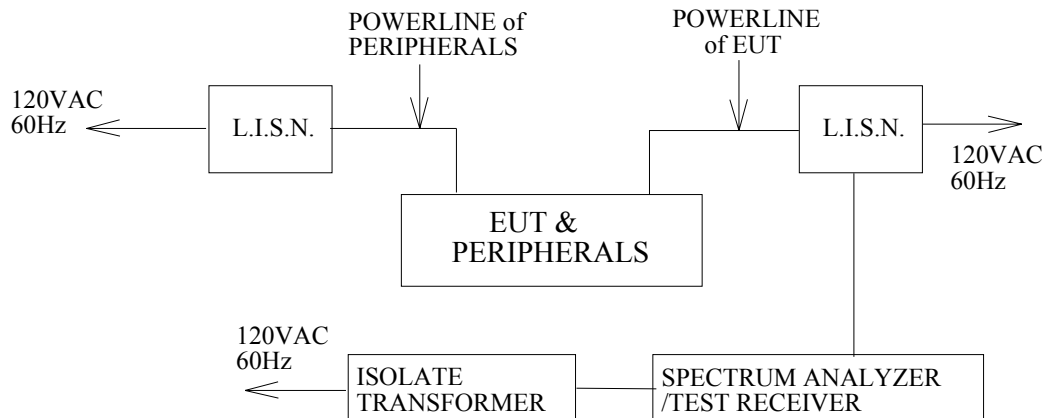 POWERLINE of
PERIPHERALS
POWERLINE
of EUT
120VAC
60Hz
L.I.S.N.
L.I.S.N.
120VAC
60Hz
EUT &
PERIPHERALS
120VAC
60Hz
ISOLATE
TRANSFORMER
SPECTRUM ANALYZER
/TEST RECEIVER